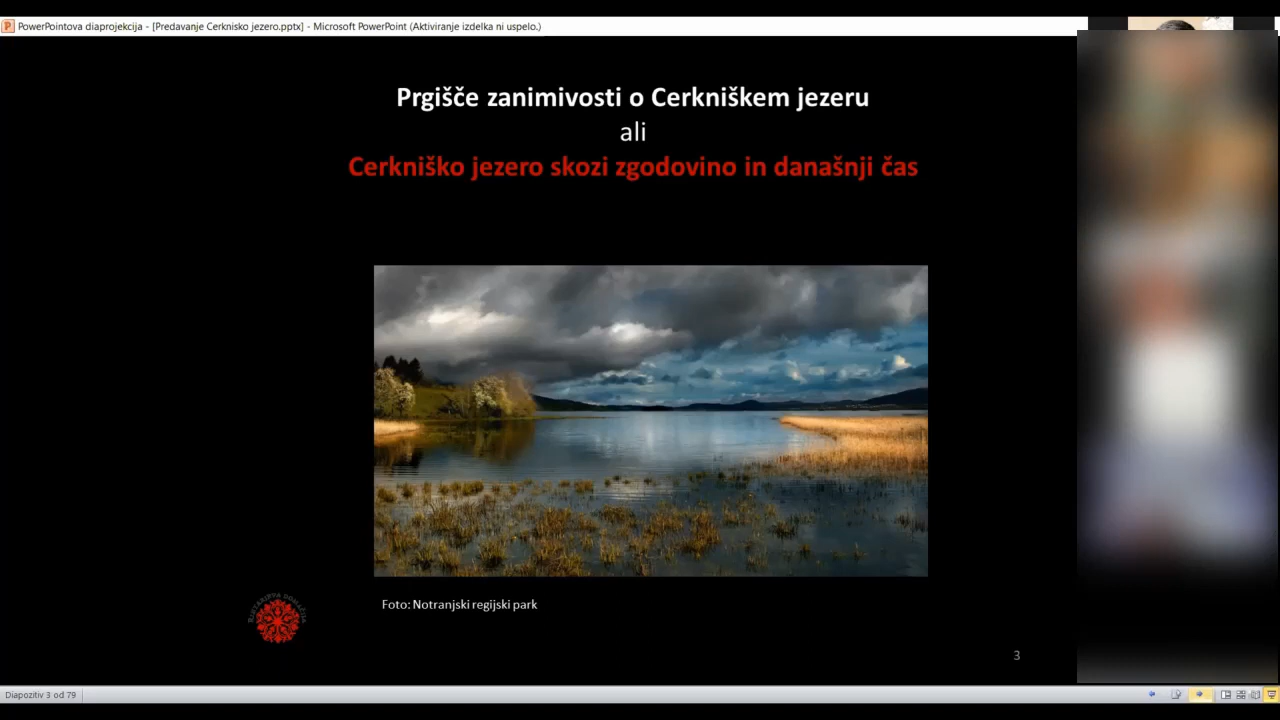 PowerPointova diaprojekcija - [Predavanje Cerknisko jezero.pptx] - Microsoft PowerPoint (Aktiviranje izdelka ni uspelo.)
Prgišče zanimivosti o Cerkniškem jezeru
ali
Cerkniško jezero skozi zgodovino in današnji čas
Foto: Notranjski regijski park
3
Diapozitiv 3 od 79